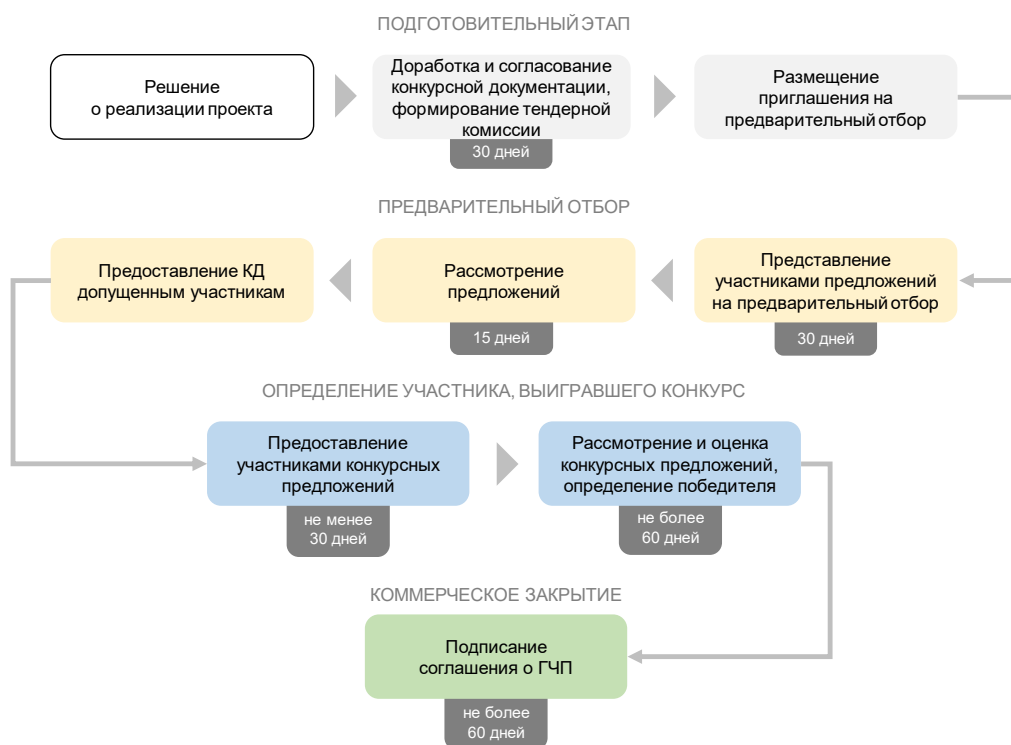 ПОДГОТОВИТЕЛЬНЫЙ ЭТАП
Решение
о реализации проекта
Доработка и согласование
конкурсной документации,
формирование тендерной
комиссии
30 дней
Размещение
приглашения на
предварительный отбор
ПРЕДВАРИТЕЛЬНЫЙ ОТБОР
Предоставление КД
допущенным участникам
Рассмотрение
предложений
15 дней
Представление
участниками предложений
на предварительный отбор
30 дней
ОПРЕДЕЛЕНИЕ УЧАСТНИКА, ВЫИГРАВШЕГО КОНКУРС
Предоставление
участниками конкурсных
предложений
не менее
30 дней
Рассмотрение и оценка
конкурсных предложений,
определение победителя
не более
60 дней
КОММЕРЧЕСКОЕ ЗАКРЫТИЕ
Подписание
соглашения о ГЧП
не более
60 дней